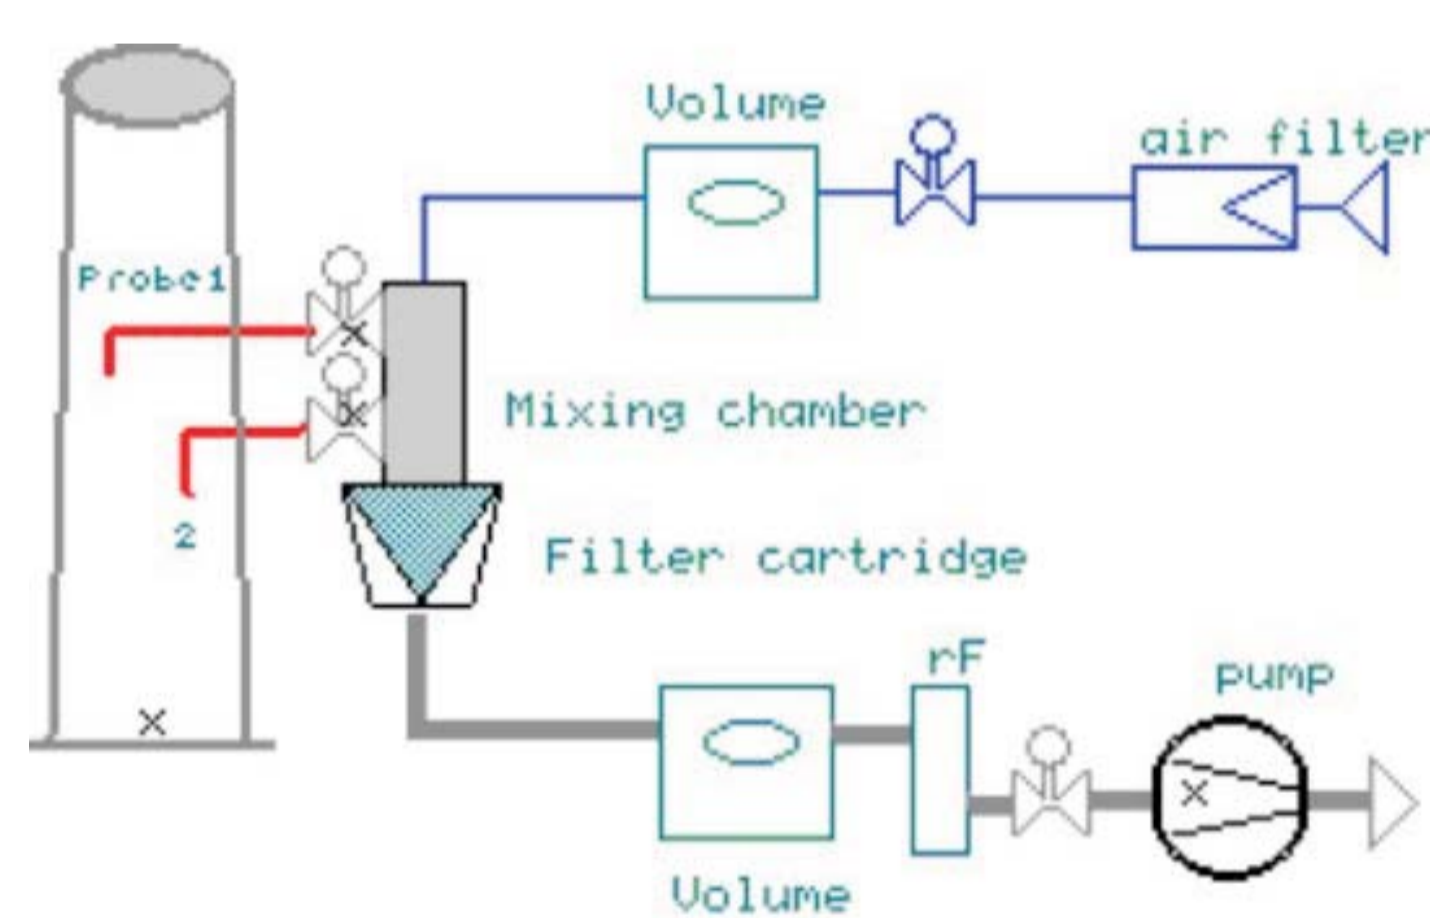 Volume
air filter
Probe1
Mixing chamber
2
Filter cartridge
rF
pump
Volume